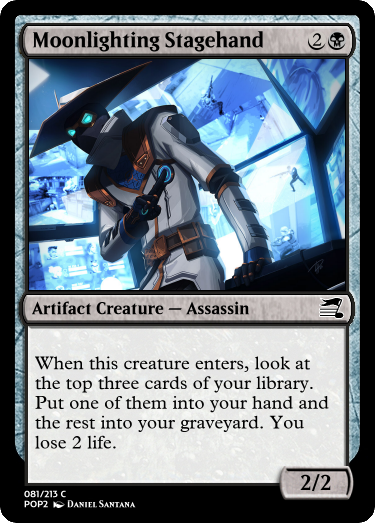 Moonlighting Stagehand 2
Artifact Creature — Assassin
When this creature enters, look at
the top three cards of your library.
Put one of them into your hand and
the rest into your graveyard. You
lose 2 life.
2/2
081/213 C
POP2 Daniel Santana